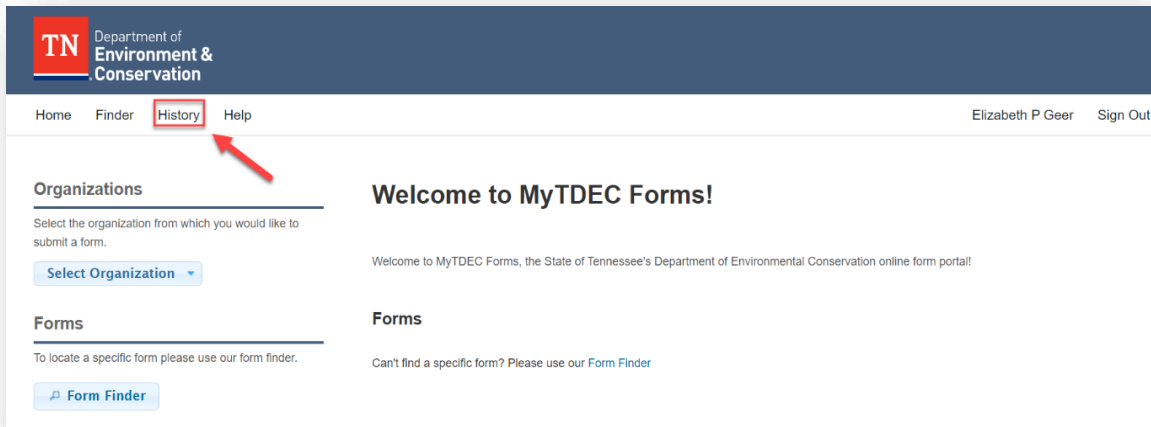 TN
Department of
Environment &
Conservation
Home Finder History Help Elizabeth P Geer Sign Out
Organizations
Select the organization from which you would like to
submit a form.
Select Organization
Forms
To locate a specific form please use our form finder.
Form Finder
Welcome to MyTDEC Forms!
Welcome to MyTDEC Forms, the State of Tennessee's Department of Environmental Conservation online form portal!
Forms
Can't find a specific form? Please use our Form Finder